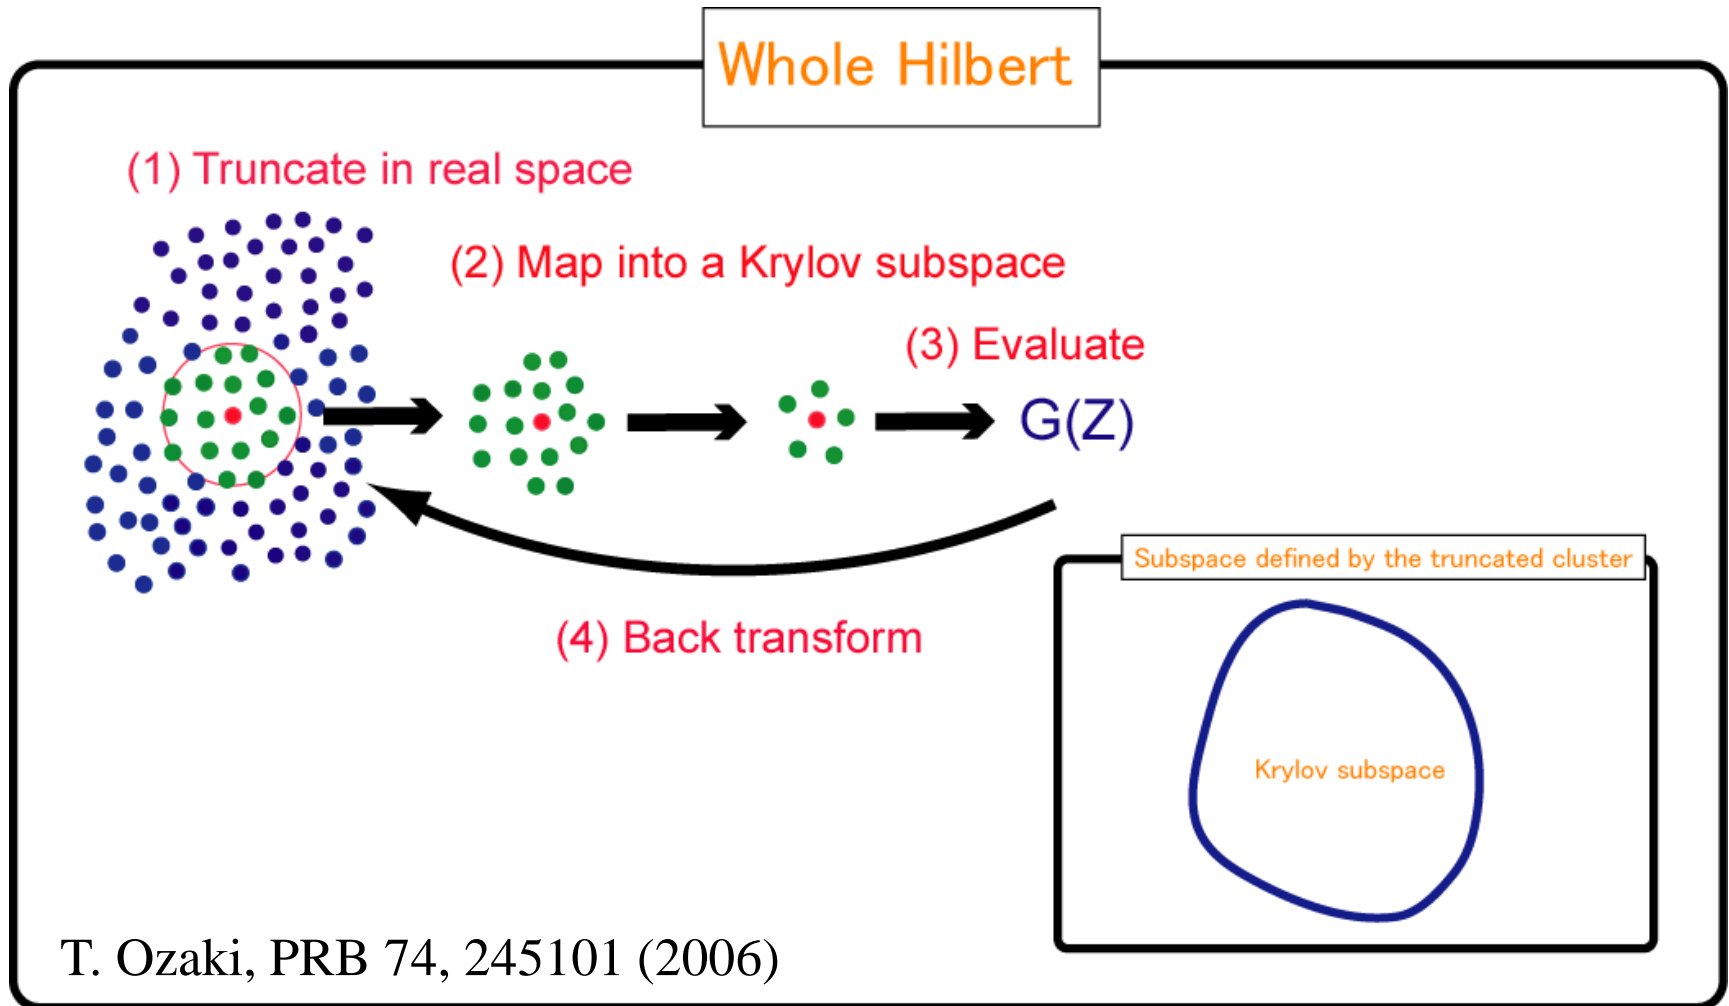 Whole Hilbert
(1) Truncate in real space
(2) Map into a Krylov subspace
(3) Evaluate
G(Z)
(4) Back transform
Subspace defined by the truncated cluster
Krylov subspace
T. Ozaki, PRB 74, 245101 (2006)